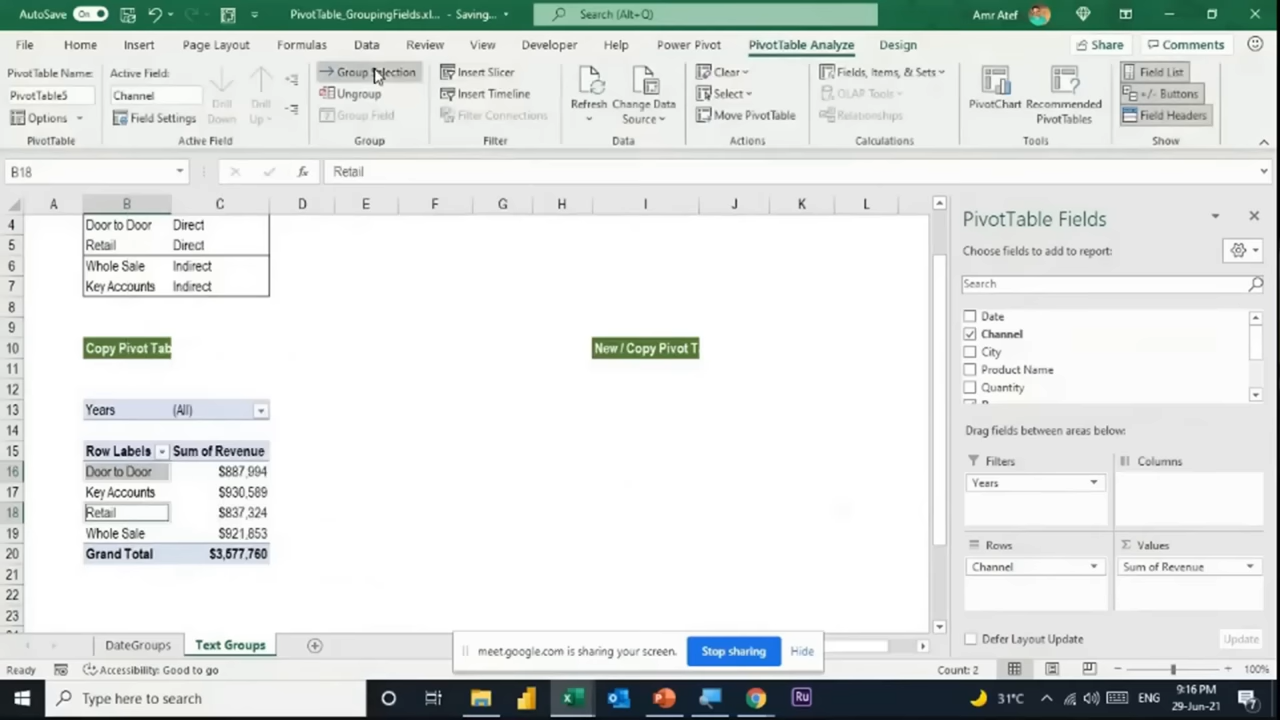 AutoSave On PivotTable_GroupingFields.xl... - Saving... Search (Alt+Q) Amr Atef
File Home Insert Page Layout Formulas Data Review View Developer Help Power Pivot PivotTable Analyze Design Share Comments
PivotTable Name: Active Field: Group Selection Insert Slicer Clear Fields, Items, & Sets Field List
PivotTable5 Channel Drill Down Drill Up Ungroup Insert Timeline Refresh Change Data Source Select OLAP Tools PivotChart Recommended PivotTables +/- Buttons
Options Field Settings Group Field Filter Connections Move PivotTable Relationships Field Headers
PivotTable Active Field Group Filter Data Actions Calculations Tools Show
B18 fx Retail
A B C D E F G H I J K L
4 Door to Door Direct
5 Retail Direct
6 Whole Sale Indirect
7 Key Accounts Indirect
8
9
10 Copy Pivot Tab New / Copy Pivot T
11
12
13 Years (All)
14
15 Row Labels Sum of Revenue
16 Door to Door $887,994
17 Key Accounts $930,589
18 Retail $837,324
19 Whole Sale $921,853
20 Grand Total $3,577,760
21
22
23
PivotTable Fields
Choose fields to add to report:
Search
Date
Channel
City
Product Name
Quantity
Drag fields between areas below:
Filters Columns
Years
Rows Values
Channel Sum of Revenue
Defer Layout Update Update
DateGroups Text Groups
meet.google.com is sharing your screen. Stop sharing Hide
Ready Accessibility: Good to go Count: 2 100%
Type here to search Ru 31°C ENG 9:16 PM
29-Jun-21 7